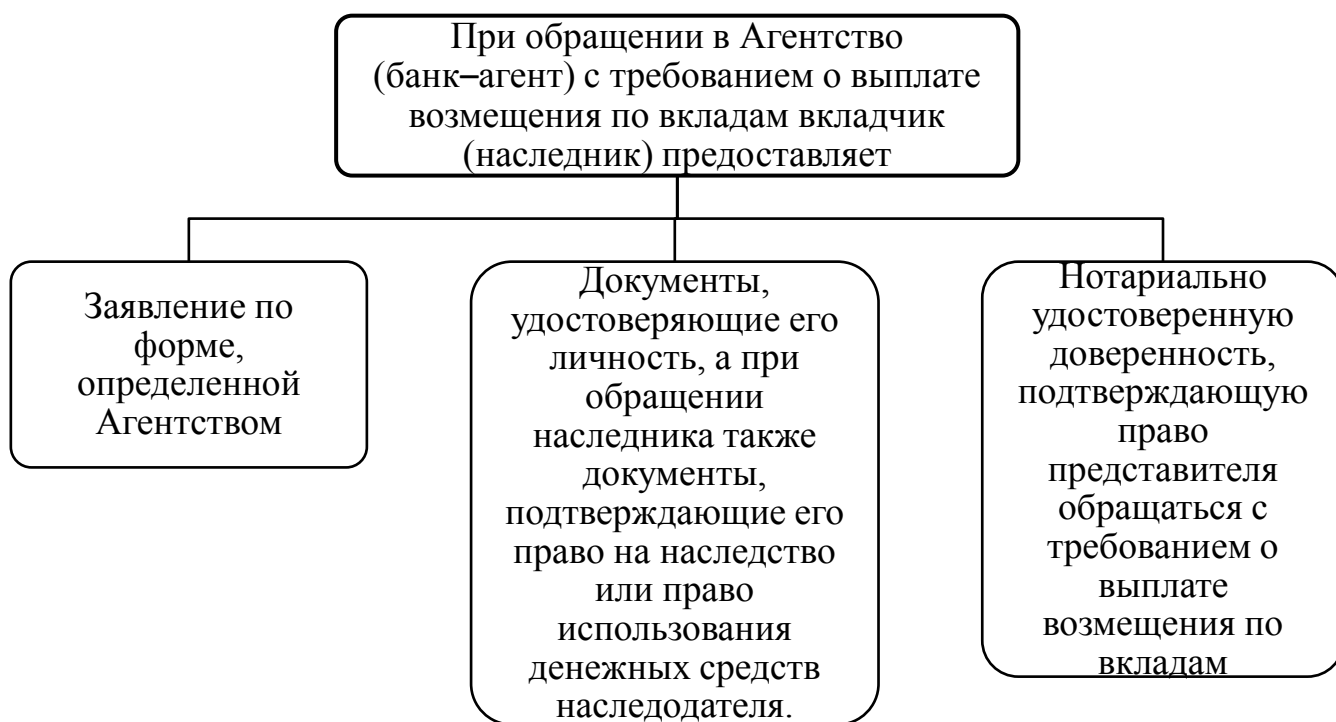 При обращении в Агентство
(банк–агент) с требованием о выплате
возмещения по вкладам вкладчик
(наследник) предоставляет
Заявление по
форме,
определенной
Агентством
Документы,
удостоверяющие его
личность, а при
обращении
наследника также
документы,
подтверждающие его
право на наследство
или право
использования
денежных средств
наследодателя.
Нотариально
удостоверенную
доверенность,
подтверждающую
право
представителя
обращаться с
требованием о
выплате
возмещения по
вкладам